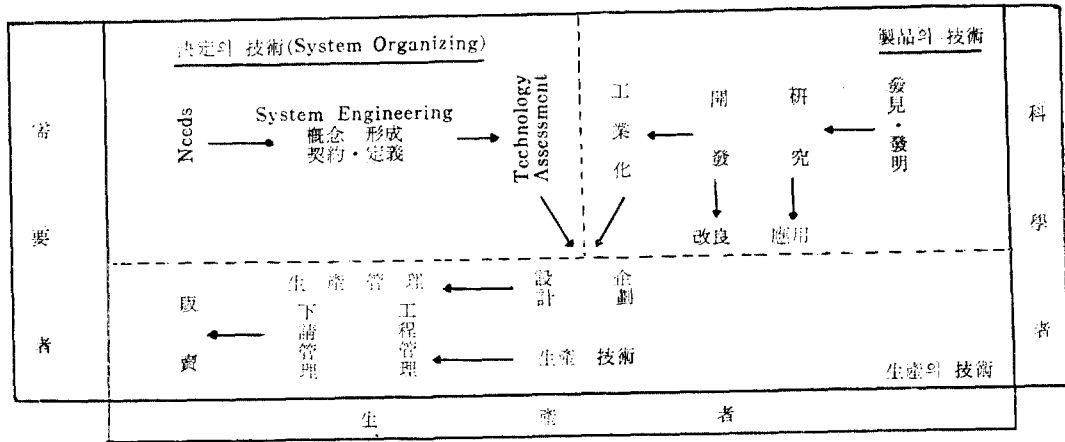 需要者
決定의 技術(System Organizing)
Needs
System Engineering
概念 形成
契約・定義
Technology
Assessment
製品의 技術
工業化
開發
研究
發見・發明
改良
應用
科學者
生產管理
設計
企劃
販賣
下請管理
工程管理
生產 技術
生產의 技術
生產者